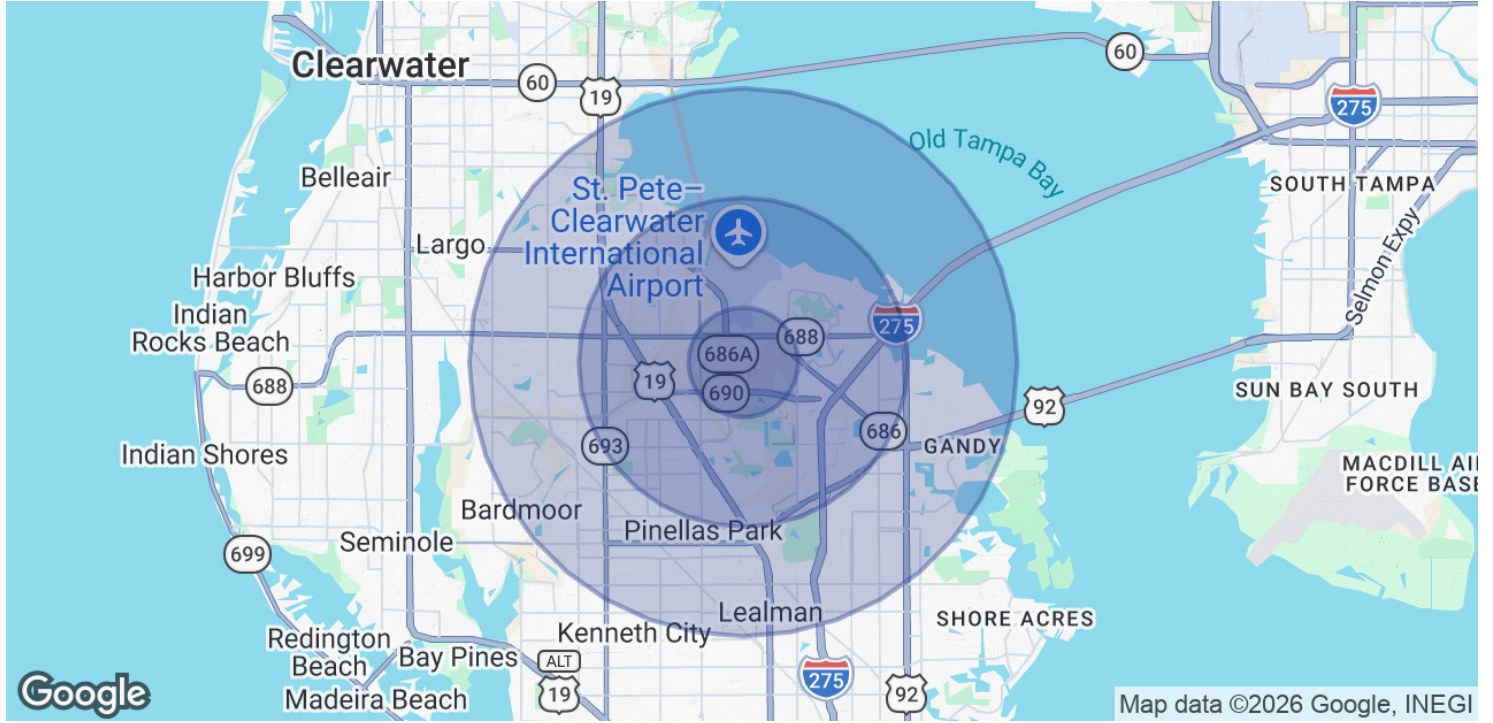 Clearwater
60
19
60
275
Old Tampa Bay
Belleair
St. Pete–
Clearwater
International
Airport
SOUTH TAMPA
Largo
Selmon Expy
Harbor Bluffs
Indian
Rocks Beach
275
688
686A
19
690
688
92
SUN BAY SOUTH
686
693
GANDY
Indian Shores
MACDILL AI
FORCE BASE
Bardmoor
Pinellas Park
Seminole
699
Lealman
SHORE ACRES
Kenneth City
Redington
Beach
Bay Pines
ALT
19
275
92
Madeira Beach
Google
Map data ©2026 Google, INEGI